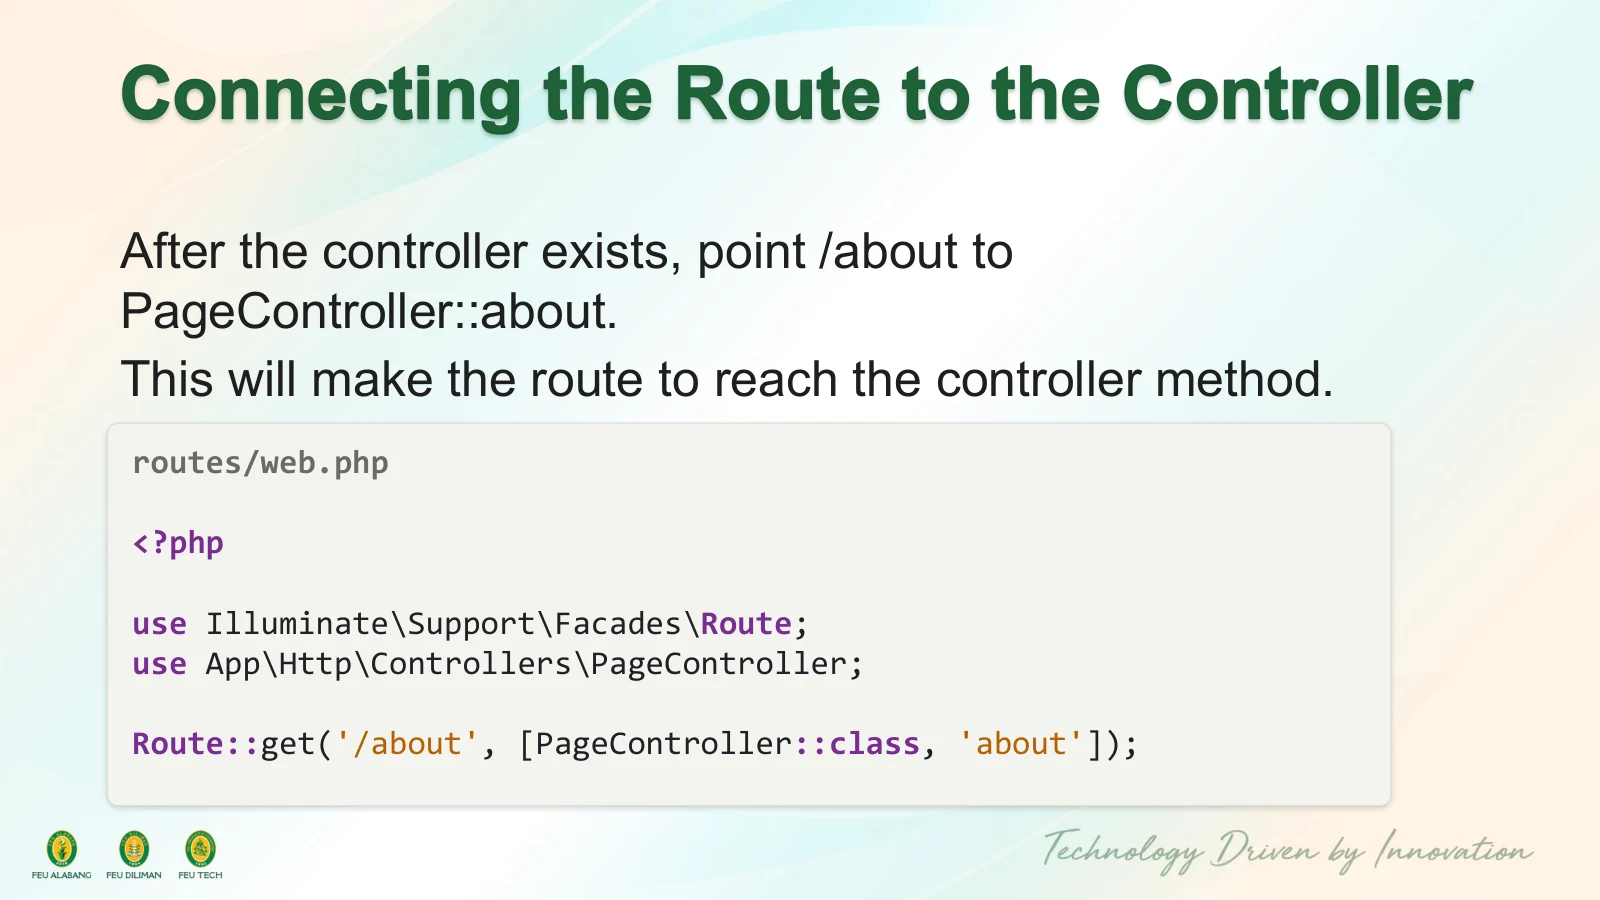 Connecting the Route to the Controller
After the controller exists, point /about to
PageController::about.
This will make the route to reach the controller method.
routes/web.php
<?php
use Illuminate\Support\Facades\Route;
use App\Http\Controllers\PageController;
Route::get('/about', [PageController::class, 'about']);
FEU ALABANG FEU DILIMAN FEU TECH
Technology Driven by Innovation